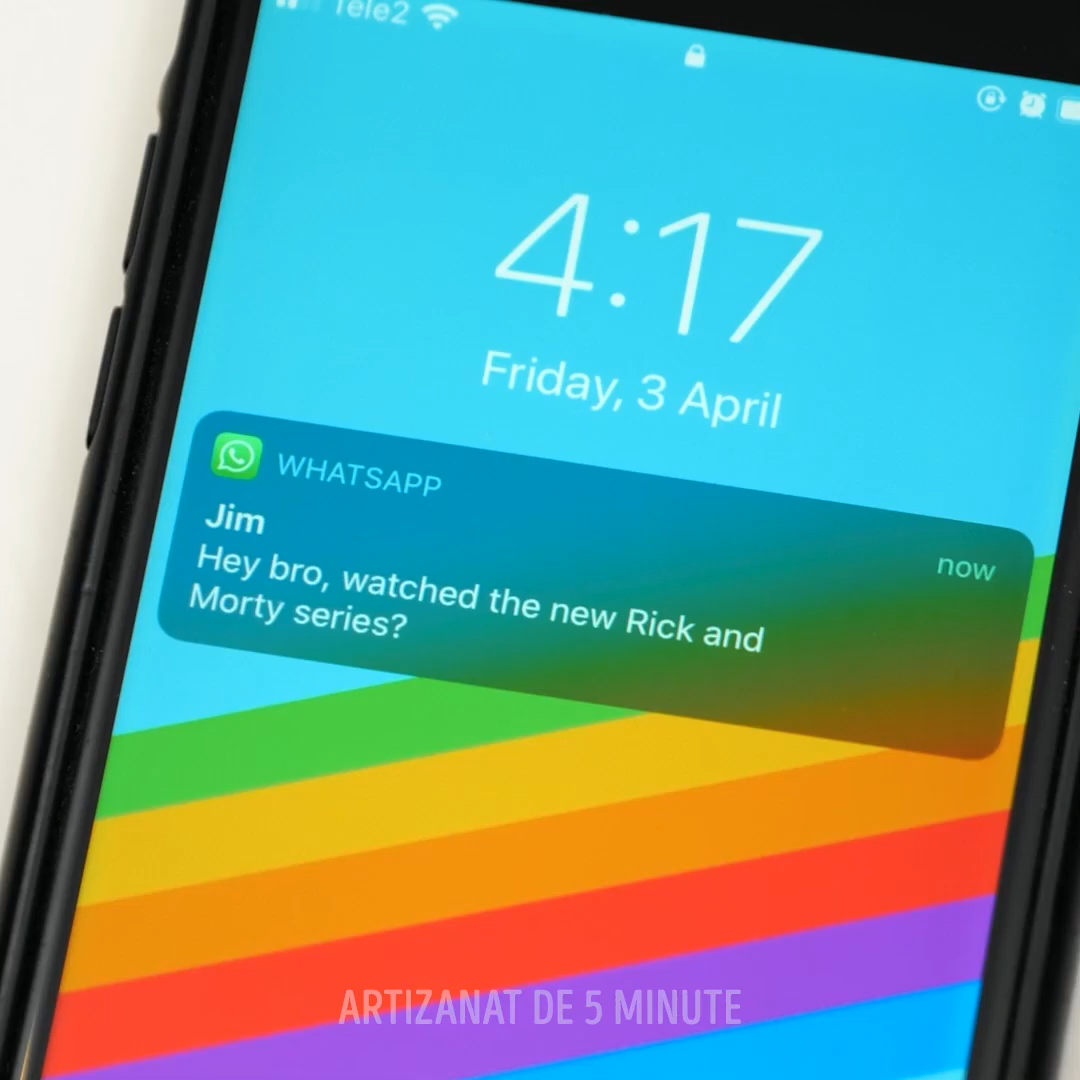 Tele2
4:17
Friday, 3 April
WHATSAPP
now
Jim
Hey bro, watched the new Rick and
Morty series?
ARTIZANAT DE 5 MINUTE